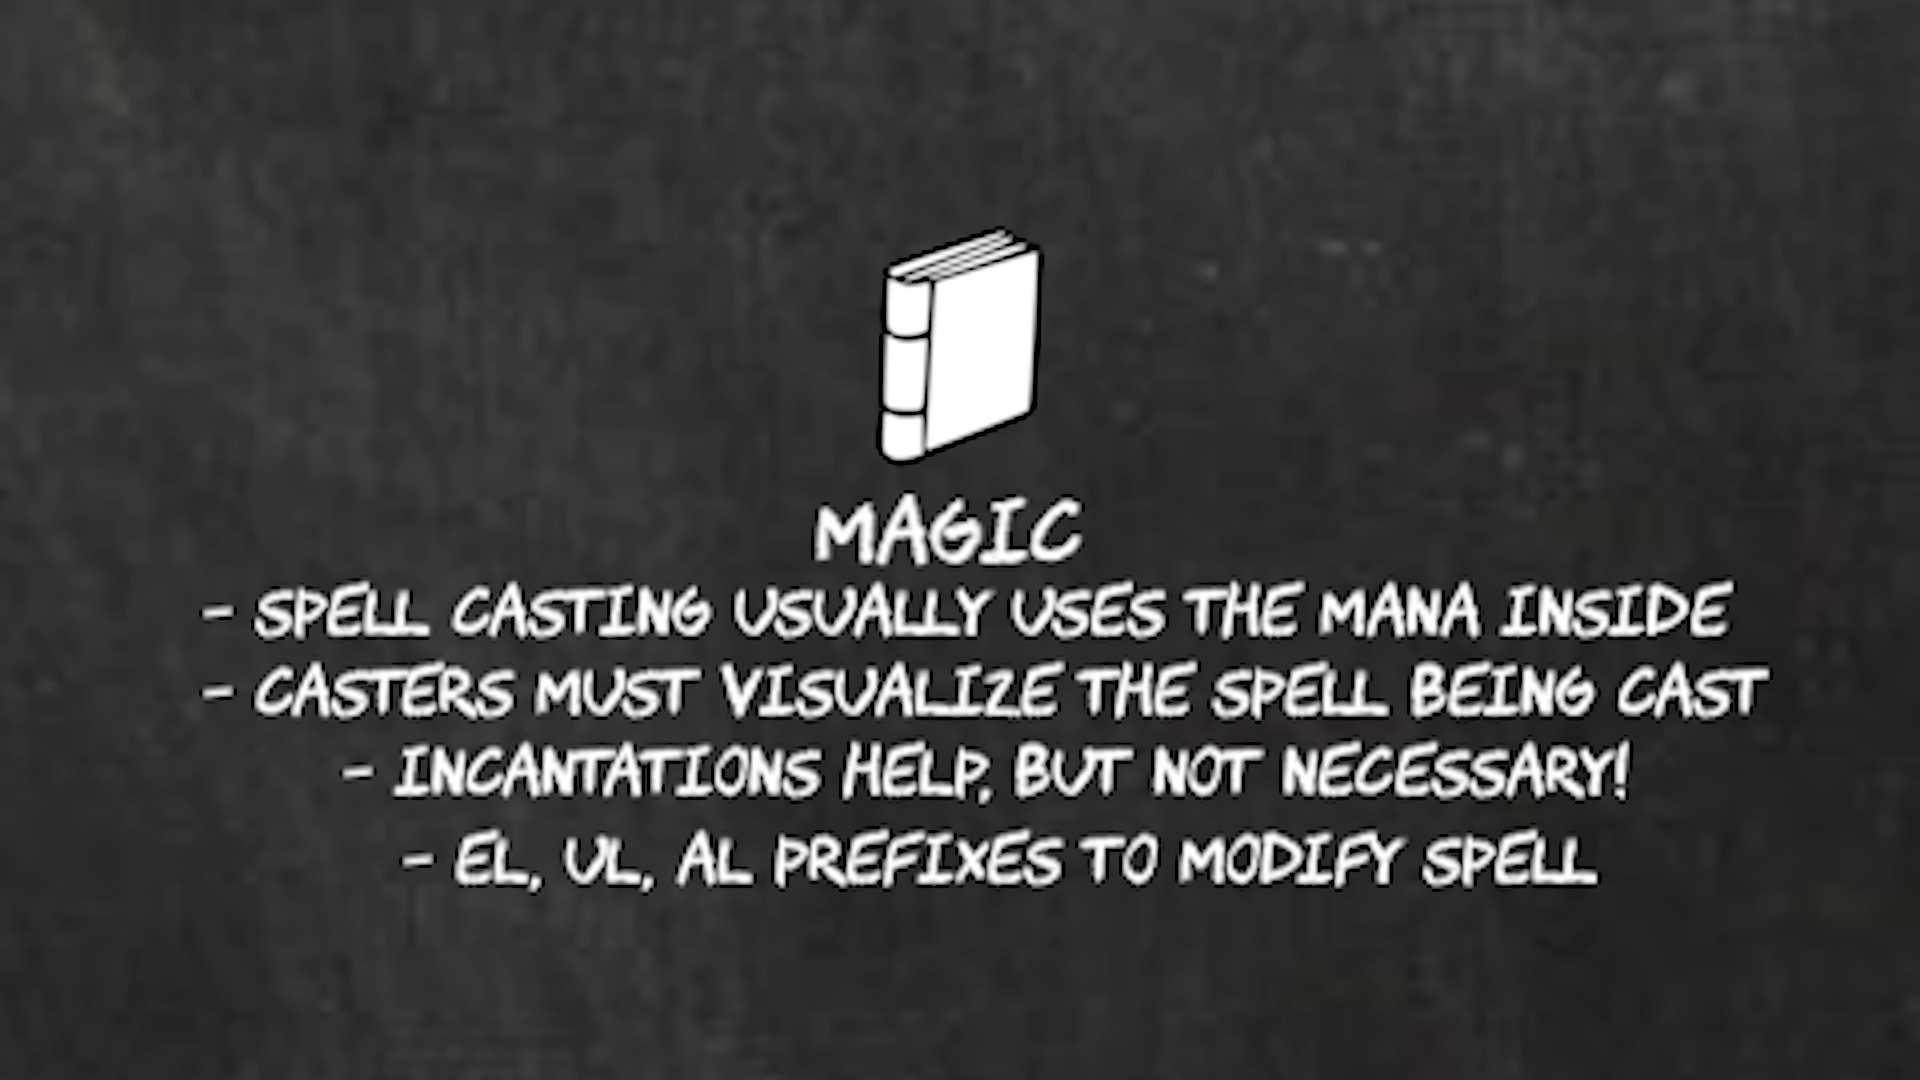 MAGIC
- SPELL CASTING USUALLY USES THE MANA INSIDE
- CASTERS MUST VISUALIZE THE SPELL BEING CAST
- INCANTATIONS HELP, BUT NOT NECESSARY!
- EL, UL, AL PREFIXES TO MODIFY SPELL